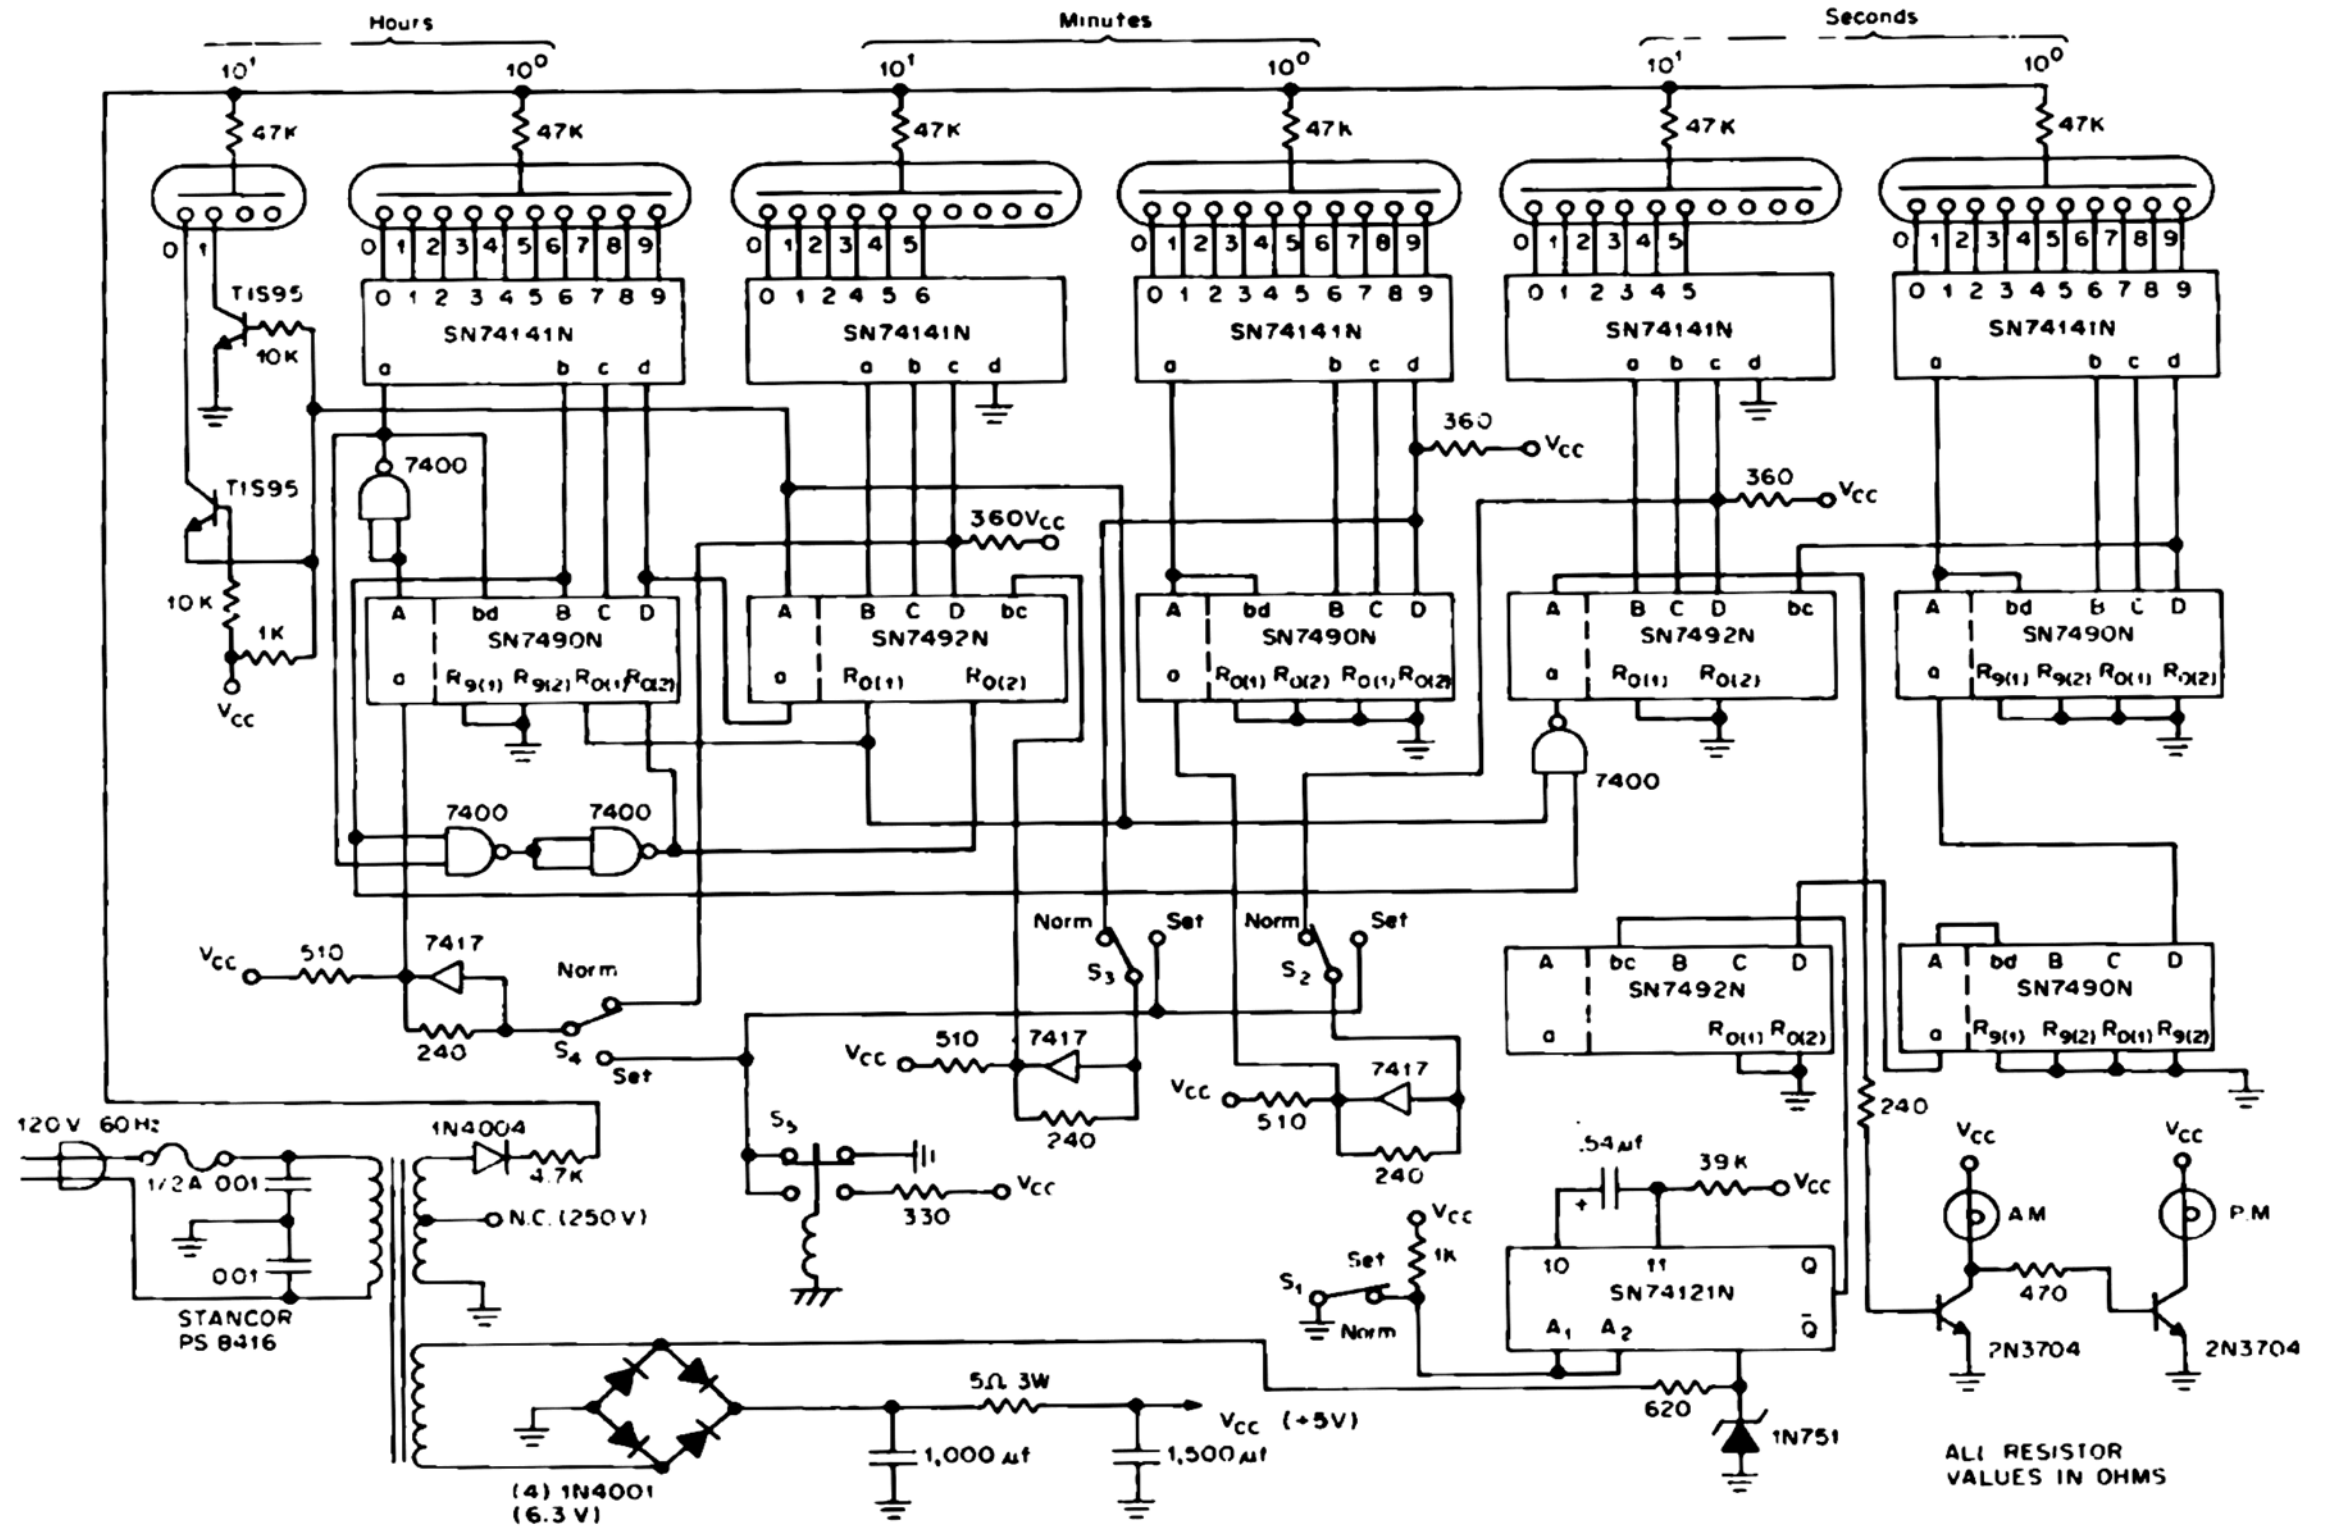 Hours
Minutes
Seconds
10¹ 10⁰ 10¹ 10⁰ 10¹ 10⁰
47K 47K 47K 47K 47K 47K
0 1
0 1 2 3 4 5 6 7 8 9
0 1 2 3 4 5
0 1 2 3 4 5 6 7 8 9
0 1 2 3 4 5
0 1 2 3 4 5 6 7 8 9
TIS95
10K
0 1 2 3 4 5 6 7 8 9
SN74141N
a b c d
0 1 2 4 5 6
SN74141N
a b c d
0 1 2 3 4 5 6 7 8 9
SN74141N
a b c d
0 1 2 3 4 5
SN74141N
a b c d
0 1 2 3 4 5 6 7 8 9
SN74141N
a b c d
360 VCC
360 VCC
360 VCC
7400
TIS95
10K
1K
VCC
A bd B C D
SN7490N
a R9(1) R9(2) R0(1) R0(2)
A B C D bc
SN7492N
a R0(1) R0(2)
A bd B C D
SN7490N
a R0(1) R0(2) R0(1) R0(2)
A B C D bc
SN7492N
a R0(1) R0(2)
A bd B C D
SN7490N
a R9(1) R9(2) R0(1) R0(2)
7400
7400 7400
VCC 510 7417
240
Norm
S4
Set
Norm Set
S3
Norm Set
S2
VCC 510 7417
240
VCC 510 7417
240
A bc B C D
SN7492N
a R0(1) R0(2)
A bd B C D
SN7490N
a R9(1) R9(2) R0(1) R9(2)
240
120V 60Hz
1/2A
001
001
STANCOR
PS 8416
1N4004
4.7K
N.C. (250V)
S5
VCC
330
.54µf
39K
VCC
VCC
1K
Set
S1
Norm
10 11 Q
SN74121N
A1 A2 Q̄
VCC
AM
470
VCC
P.M
2N3704
2N3704
620
1N751
5Ω 3W
VCC (+5V)
1,000 µf
1,500 µf
(4) 1N4001
(6.3V)
ALL RESISTOR
VALUES IN OHMS